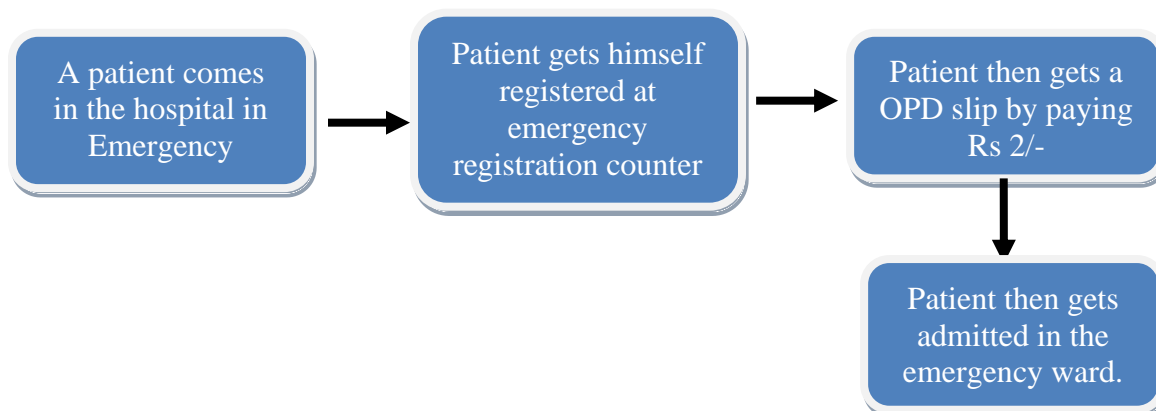 A patient comes
in the hospital in
Emergency
Patient gets himself
registered at
emergency
registration counter
Patient then gets a
OPD slip by paying
Rs 2/-
Patient then gets
admitted in the
emergency ward.